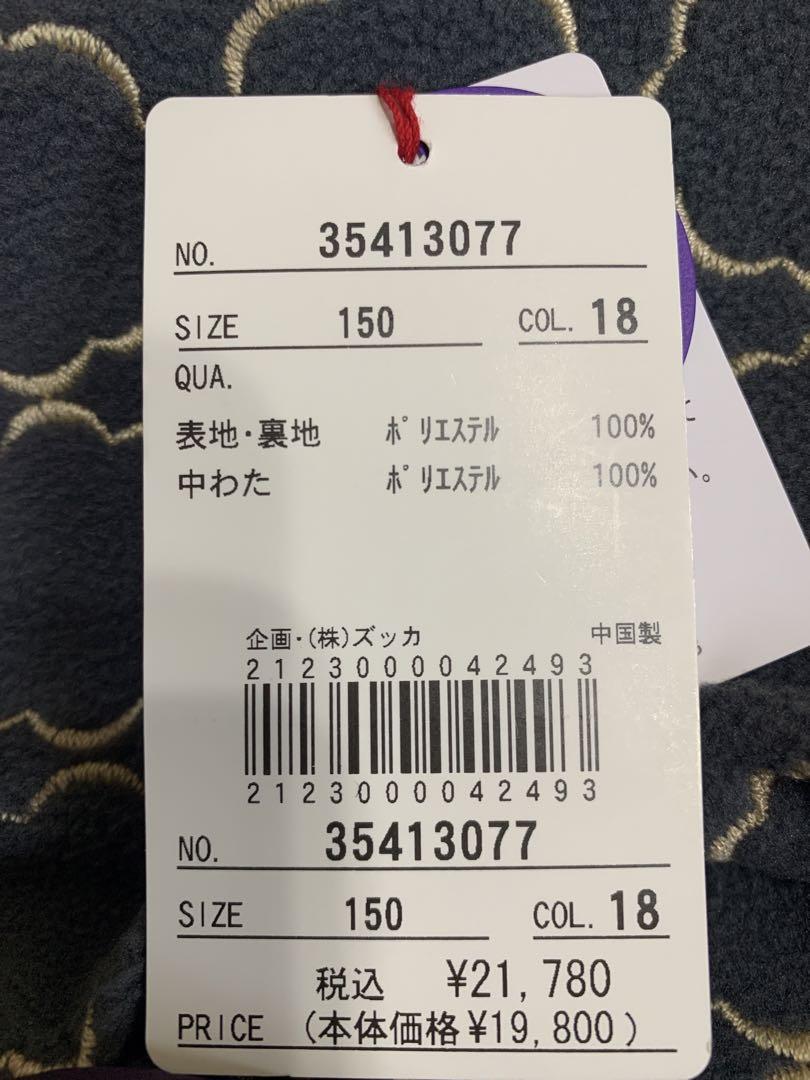 NO. 35413077
SIZE 150 COL. 18
QUA.
表地・裏地 ポリエステル 100%
中わた ポリエステル 100%
い。
企画・(株)ズッカ 中国製
2123000042493
2123000042493
NO. 35413077
SIZE 150 COL. 18
税込 ¥21,780
PRICE (本体価格¥19,800)